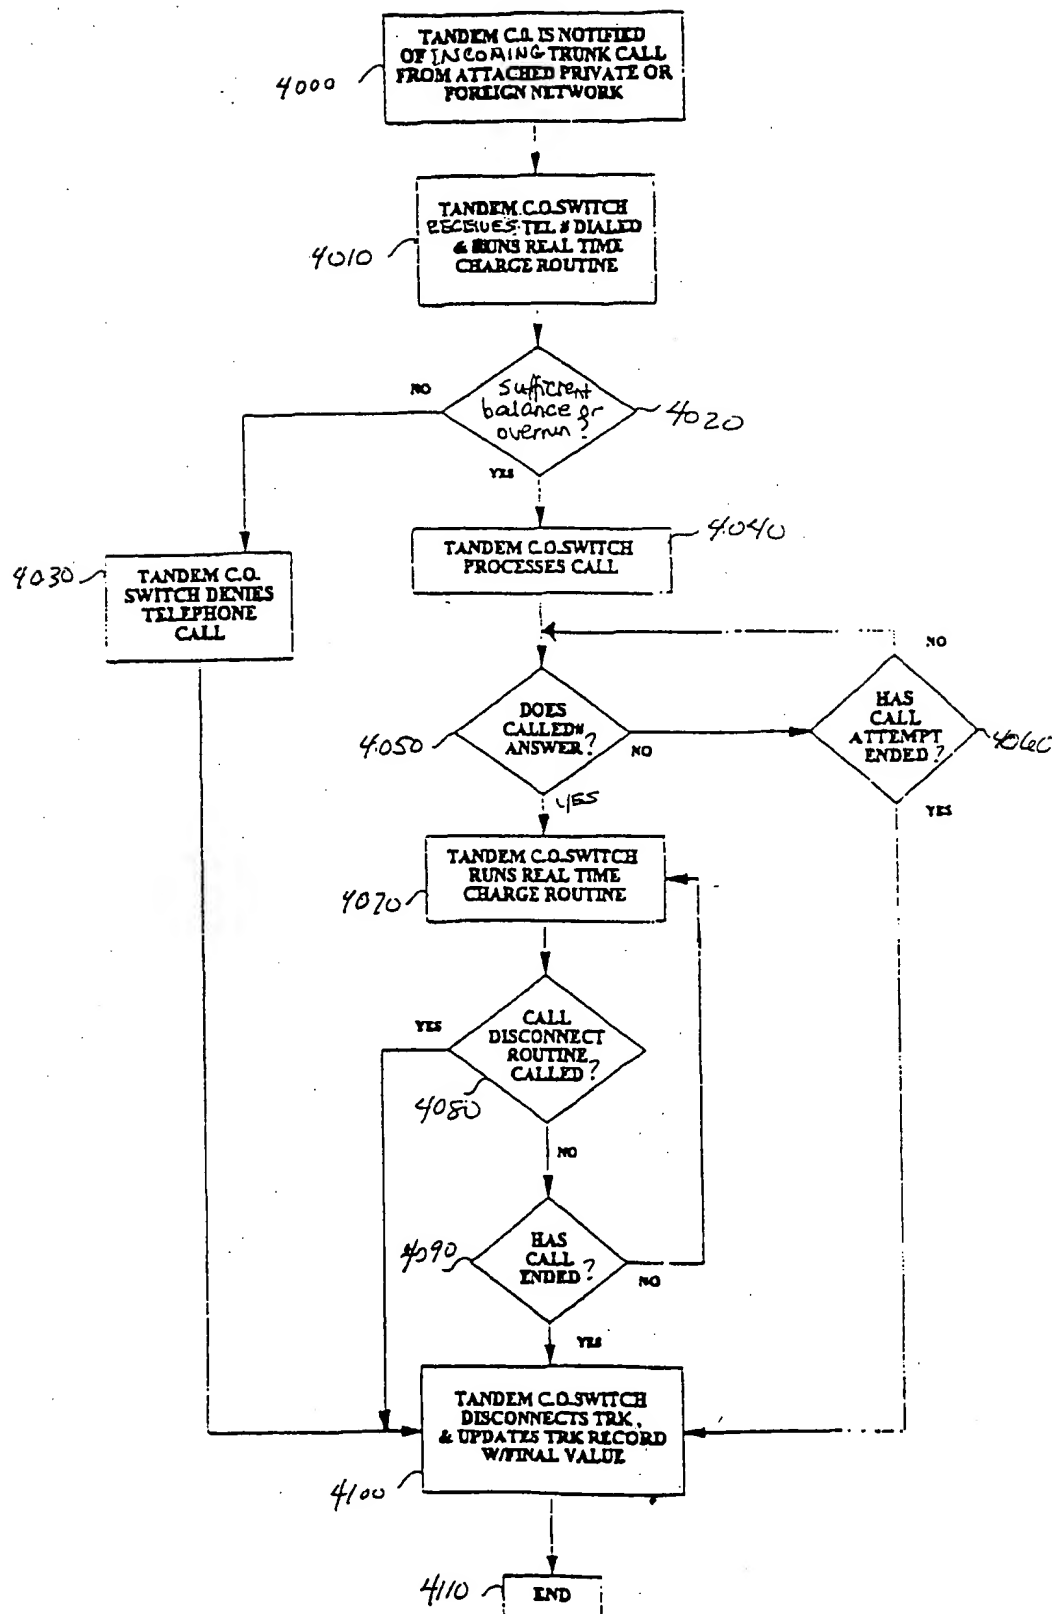 TANDEM C.O. IS NOTIFIED
OF INCOMING TRUNK CALL
FROM ATTACHED PRIVATE OR
FOREIGN NETWORK
4000
TANDEM C.O. SWITCH
RECEIVES TEL # DIALED
& RUNS REAL TIME
CHARGE ROUTINE
4010
NO
Sufficient
balance or
overrun?
4020
YES
TANDEM C.O. SWITCH
PROCESSES CALL
4040
4030
TANDEM C.O.
SWITCH DENIES
TELEPHONE
CALL
NO
DOES
CALLED#
ANSWER?
4050
NO
HAS
CALL
ATTEMPT
ENDED?
4060
YES
YES
TANDEM C.O. SWITCH
RUNS REAL TIME
CHARGE ROUTINE
4070
YES
CALL
DISCONNECT
ROUTINE
CALLED?
4080
NO
4090
HAS
CALL
ENDED?
NO
YES
TANDEM C.O. SWITCH
DISCONNECTS TRK,
& UPDATES TRK RECORD
W/FINAL VALUE
4100
4110
END